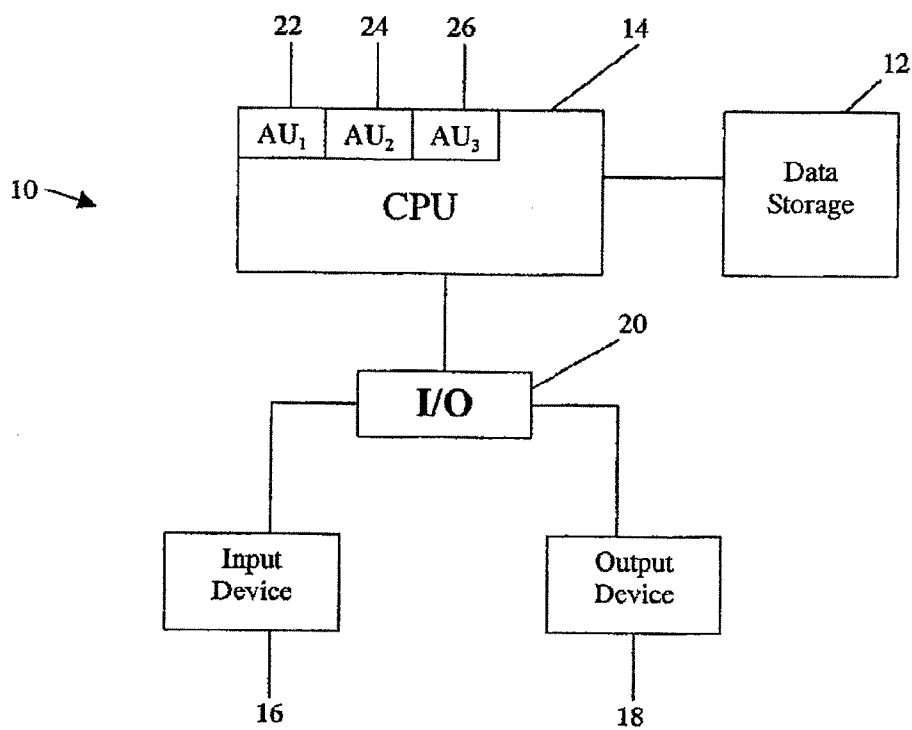 22 24 26 14
12
AU₁ AU₂ AU₃
Data
Storage
10
CPU
20
I/O
Input
Device
Output
Device
16
18